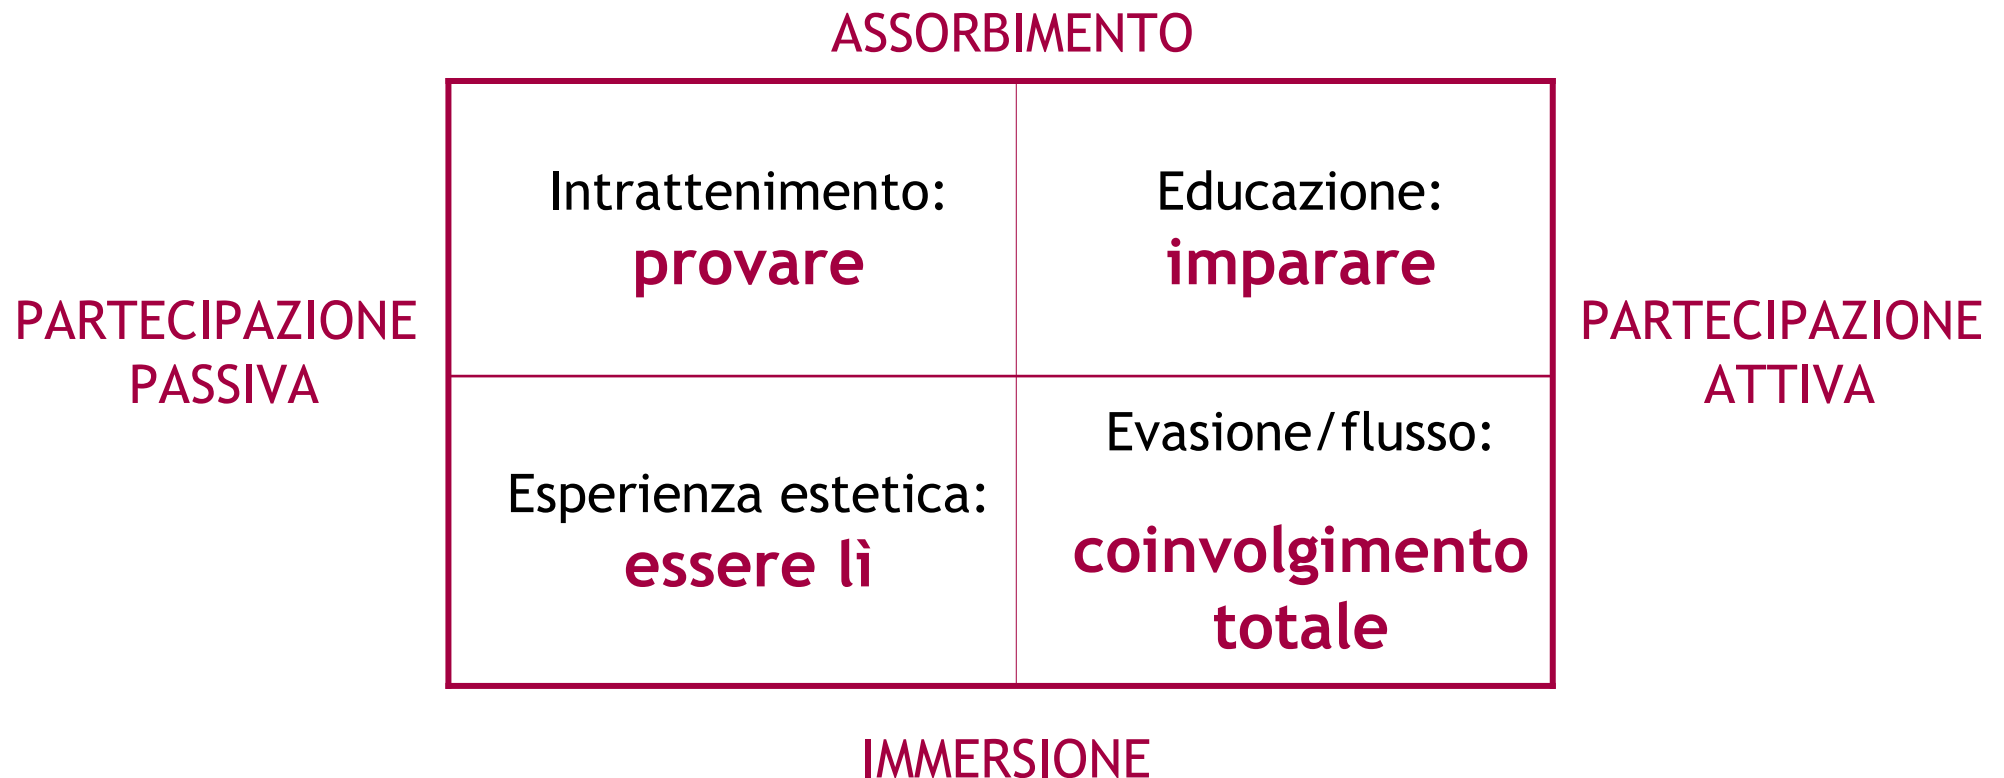 ASSORBIMENTO
Intrattenimento:
provare
Educazione:
imparare
PARTECIPAZIONE
PASSIVA
PARTECIPAZIONE
ATTIVA
Esperienza estetica:
essere lì
Evasione/flusso:
coinvolgimento
totale
IMMERSIONE